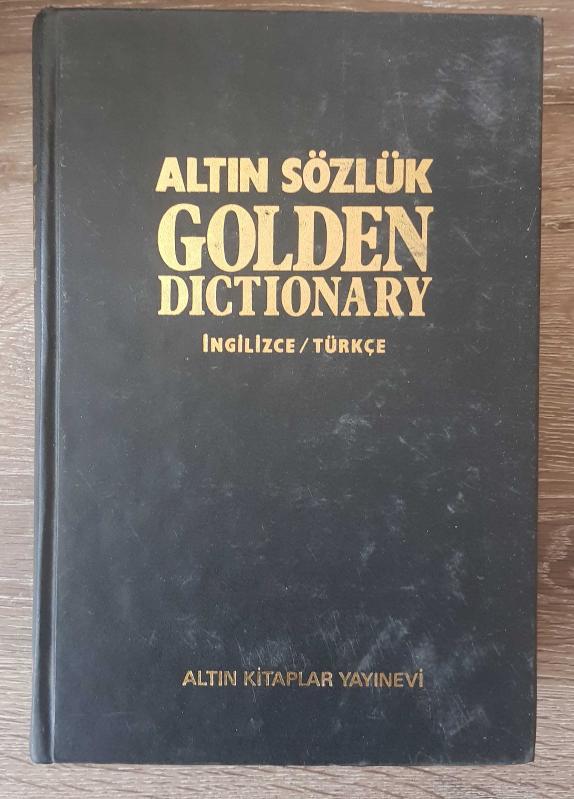 ALTIN SÖZLÜK
GOLDEN
DICTIONARY
İNGİLİZCE / TÜRKÇE
ALTIN KİTAPLAR YAYINEVİ